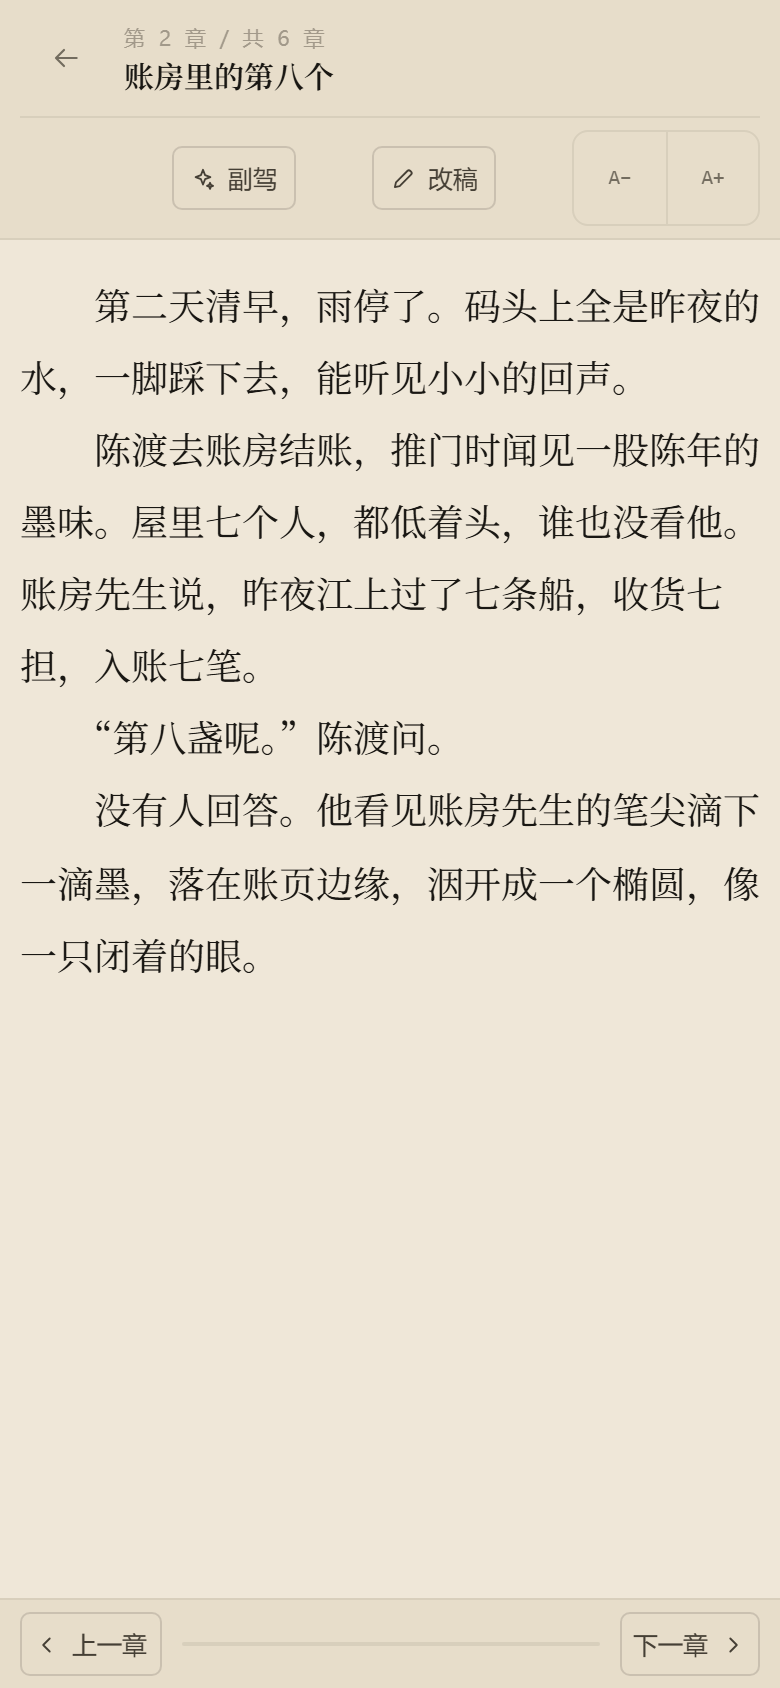 第 2 章 / 共 6 章
账房里的第八个
副驾
改稿
A−
A+
第二天清早，雨停了。码头上全是昨夜的
水，一脚踩下去，能听见小小的回声。
陈渡去账房结账，推门时闻见一股陈年的
墨味。屋里七个人，都低着头，谁也没看他。
账房先生说，昨夜江上过了七条船，收货七
担，入账七笔。
“第八盏呢。”陈渡问。
没有人回答。他看见账房先生的笔尖滴下
一滴墨，落在账页边缘，洇开成一个椭圆，像
一只闭着的眼。
上一章
下一章